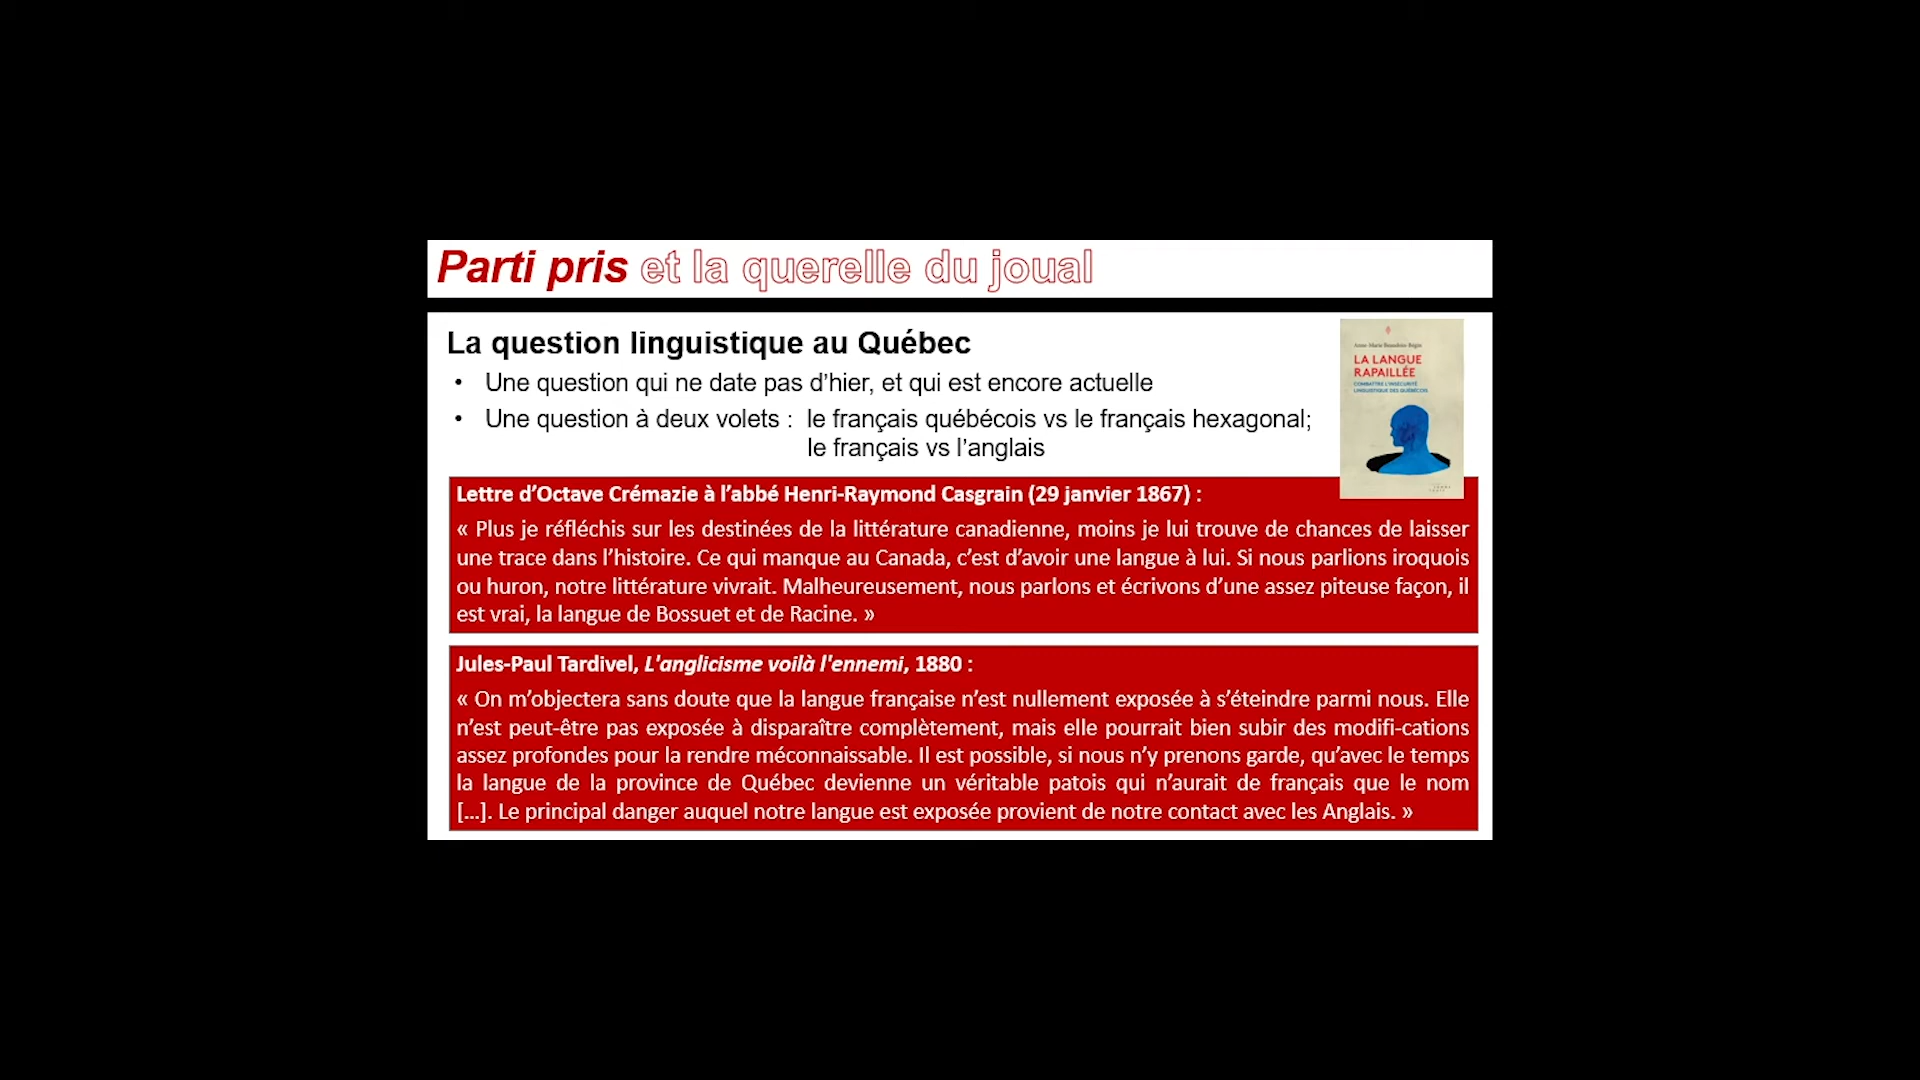 Parti pris et la querelle du joual
La question linguistique au Québec
• Une question qui ne date pas d’hier, et qui est encore actuelle
• Une question à deux volets : le français québécois vs le français hexagonal;
le français vs l’anglais
Anne-Marie Beaudoin-Bégin
LA LANGUE
RAPAILLÉE
COMBATTRE L'INSÉCURITÉ
LINGUISTIQUE DES QUÉBÉCOIS
Lettre d’Octave Crémazie à l’abbé Henri-Raymond Casgrain (29 janvier 1867) :
« Plus je réfléchis sur les destinées de la littérature canadienne, moins je lui trouve de chances de laisser
une trace dans l’histoire. Ce qui manque au Canada, c’est d’avoir une langue à lui. Si nous parlions iroquois
ou huron, notre littérature vivrait. Malheureusement, nous parlons et écrivons d’une assez piteuse façon, il
est vrai, la langue de Bossuet et de Racine. »
Jules-Paul Tardivel, L'anglicisme voilà l'ennemi, 1880 :
« On m’objectera sans doute que la langue française n’est nullement exposée à s’éteindre parmi nous. Elle
n’est peut-être pas exposée à disparaître complètement, mais elle pourrait bien subir des modifi-cations
assez profondes pour la rendre méconnaissable. Il est possible, si nous n’y prenons garde, qu’avec le temps
la langue de la province de Québec devienne un véritable patois qui n’aurait de français que le nom
[…]. Le principal danger auquel notre langue est exposée provient de notre contact avec les Anglais. »